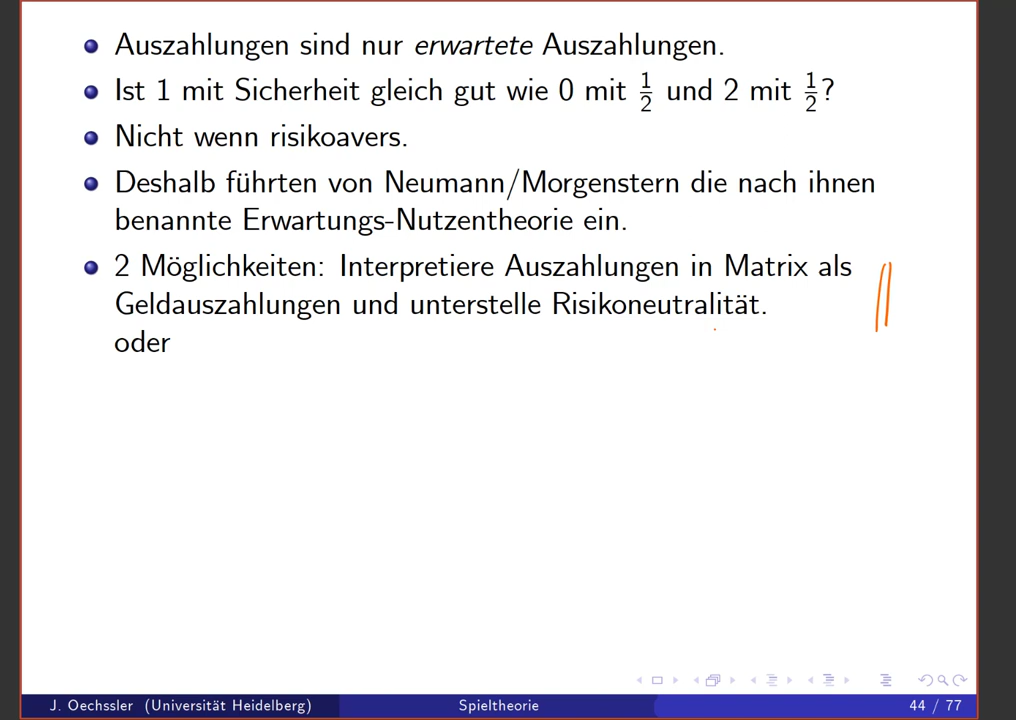 Auszahlungen sind nur erwartete Auszahlungen.
Ist 1 mit Sicherheit gleich gut wie 0 mit 1/2 und 2 mit 1/2?
Nicht wenn risikoavers.
Deshalb führten von Neumann/Morgenstern die nach ihnen
benannte Erwartungs-Nutzentheorie ein.
2 Möglichkeiten: Interpretiere Auszahlungen in Matrix als
Geldauszahlungen und unterstelle Risikoneutralität.
oder
J. Oechssler (Universität Heidelberg) Spieltheorie 44 / 77